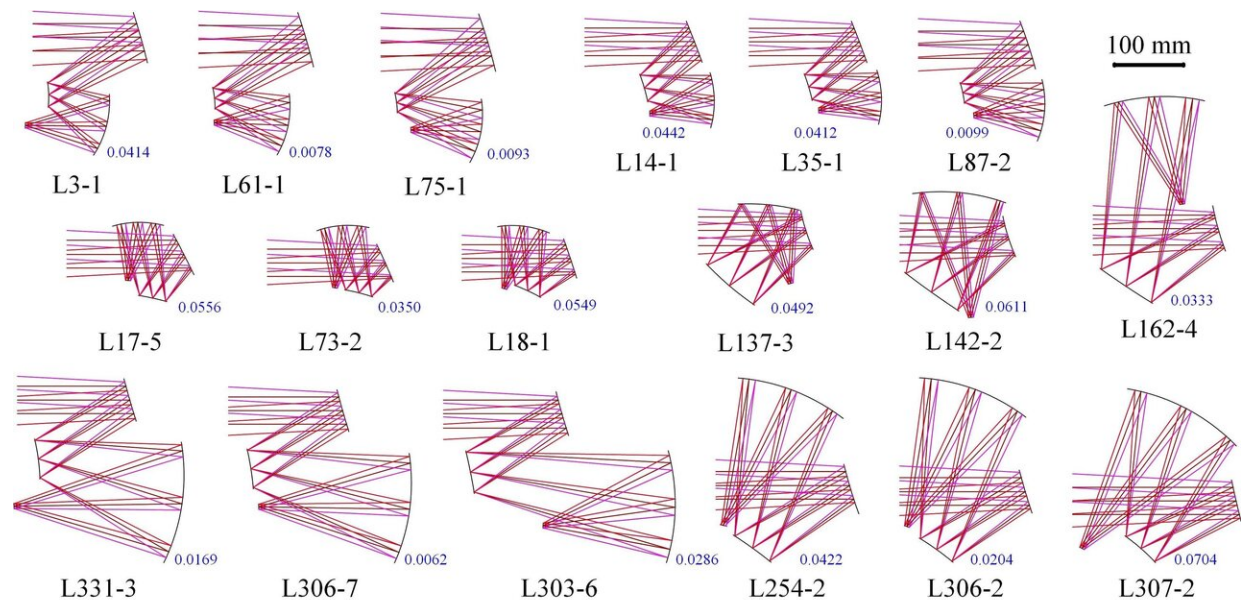 100 mm
0.0414
0.0078
0.0093
0.0442
0.0412
0.0099
L3-1
L61-1
L75-1
L14-1
L35-1
L87-2
0.0556
0.0350
0.0549
0.0492
0.0611
0.0333
L17-5
L73-2
L18-1
L137-3
L142-2
L162-4
0.0169
0.0062
0.0286
0.0422
0.0204
0.0704
L331-3
L306-7
L303-6
L254-2
L306-2
L307-2